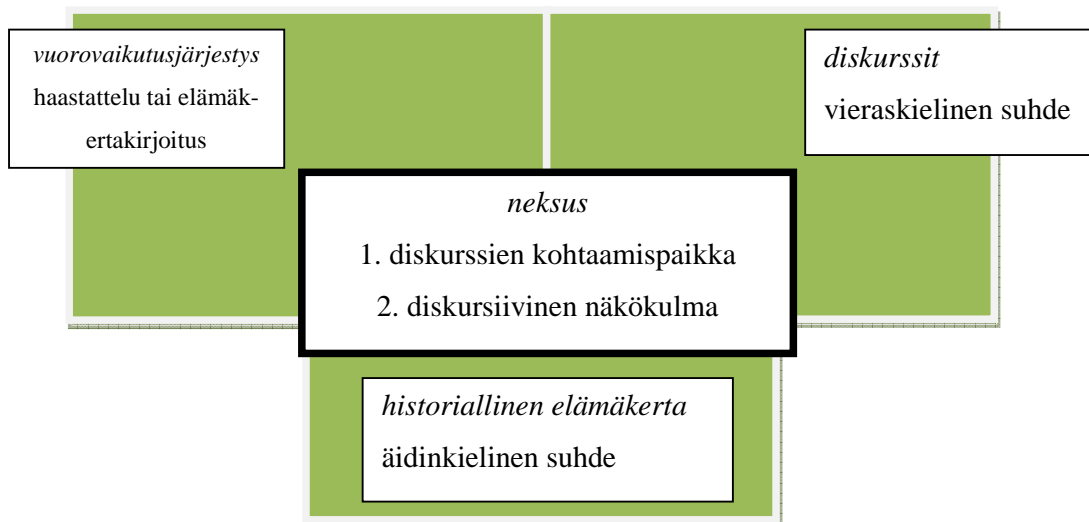 vuorovaikutusjärjestys
haastattelu tai elämäk-
ertakirjoitus
diskurssit
vieraskielinen suhde
neksus
1. diskurssien kohtaamispaikka
2. diskursiivinen näkökulma
historiallinen elämäkerta
äidinkielinen suhde